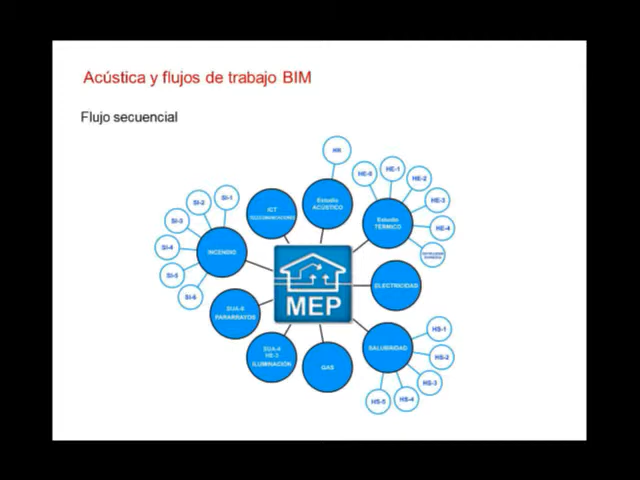 Acústica y flujos de trabajo BIM
Flujo secuencial
HR
HE-0
HE-1
HE-2
HE-3
HE-4
SI-1
SI-2
SI-3
SI-4
SI-5
SI-6
ICT
TELECOMUNICACIONES
Estudio
ACÚSTICO
Estudio
TÉRMICO
INCENDIO
ELECTRICIDAD
MEP
SUA-8
PARARRAYOS
SUA-4
HE-3
ILUMINACIÓN
GAS
SALUBRIDAD
HS-1
HS-2
HS-3
HS-4
HS-5